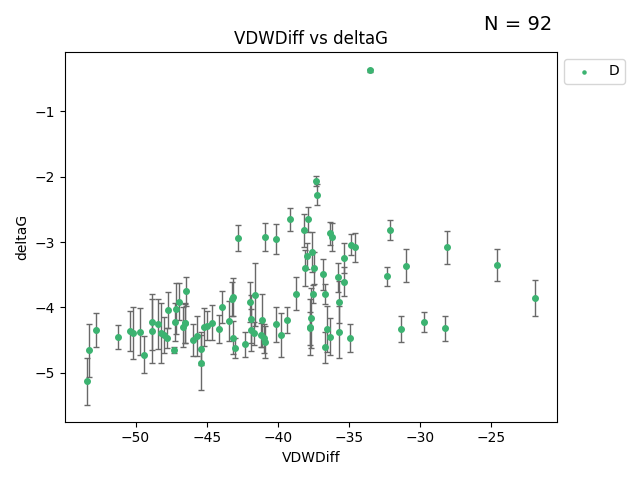 N = 92
VDWDiff vs deltaG
D
−1
−2
−3
−4
−5
deltaG
−50 −45 −40 −35 −30 −25
VDWDiff